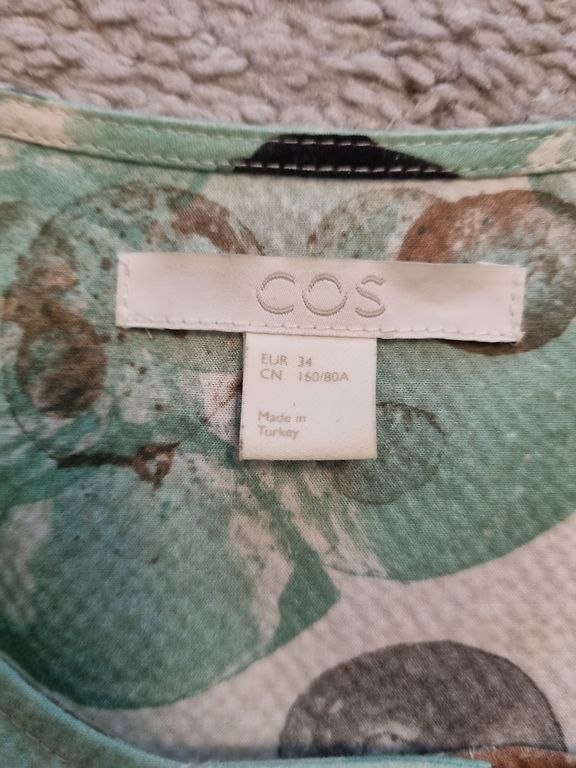 COS
EUR 34
CN 160/80A
Made in
Turkey